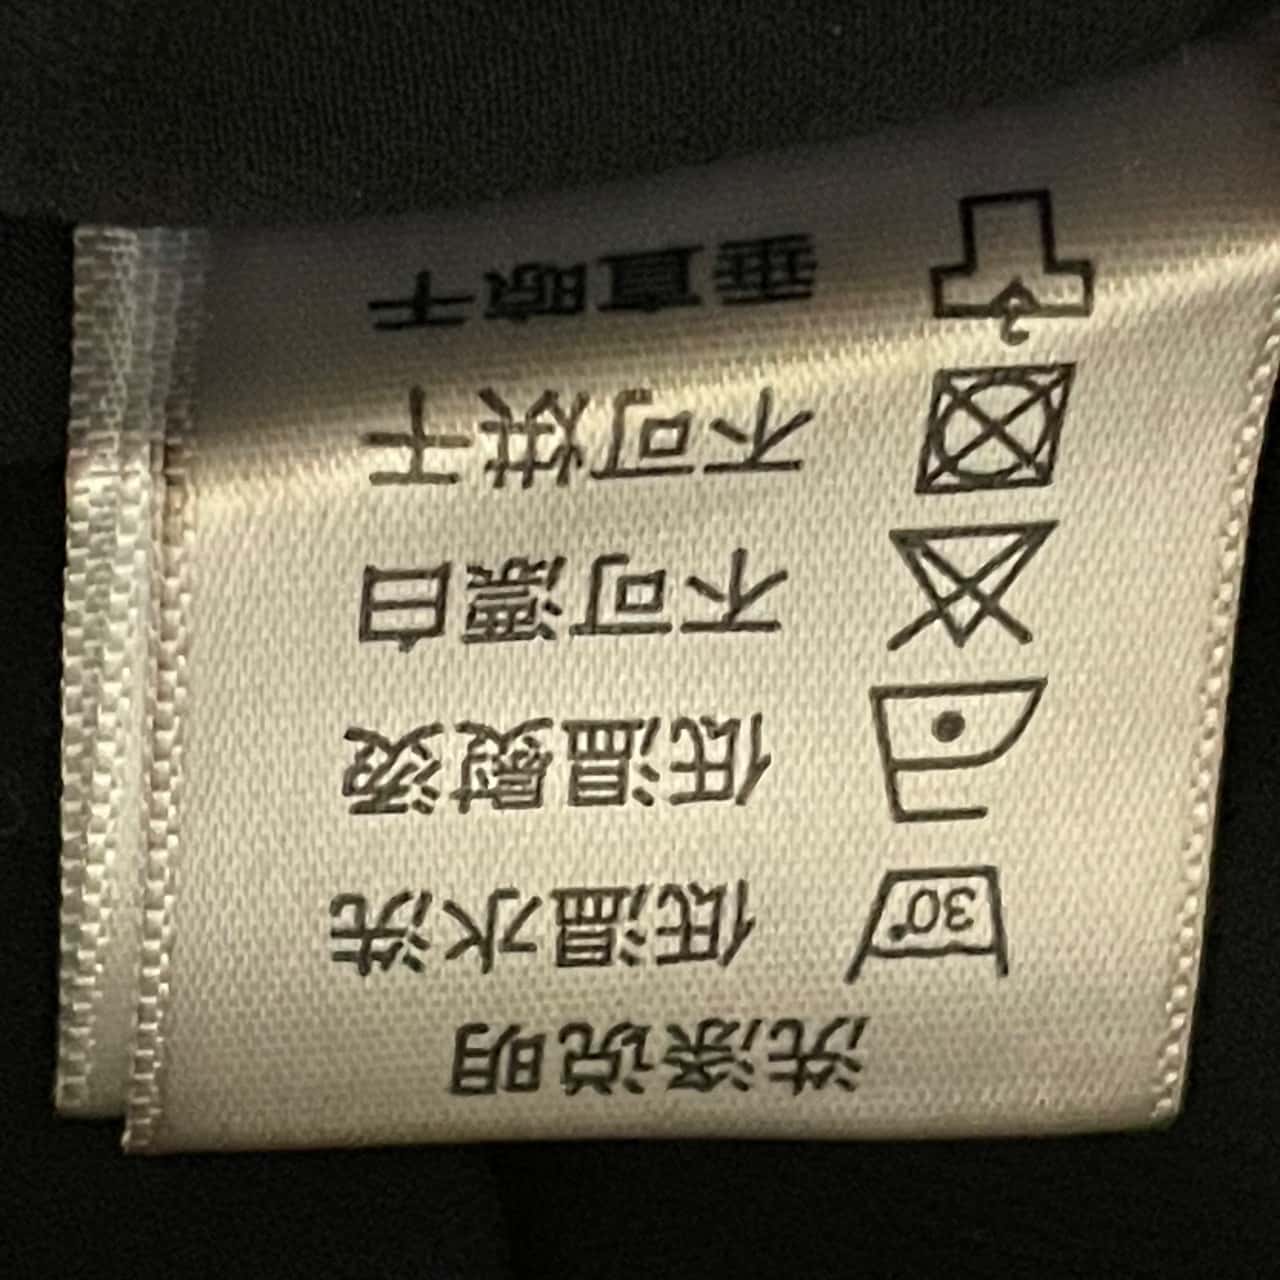 洗涤说明
30° 低温水洗
低温熨烫
不可漂白
不可烘干
垂直晾干